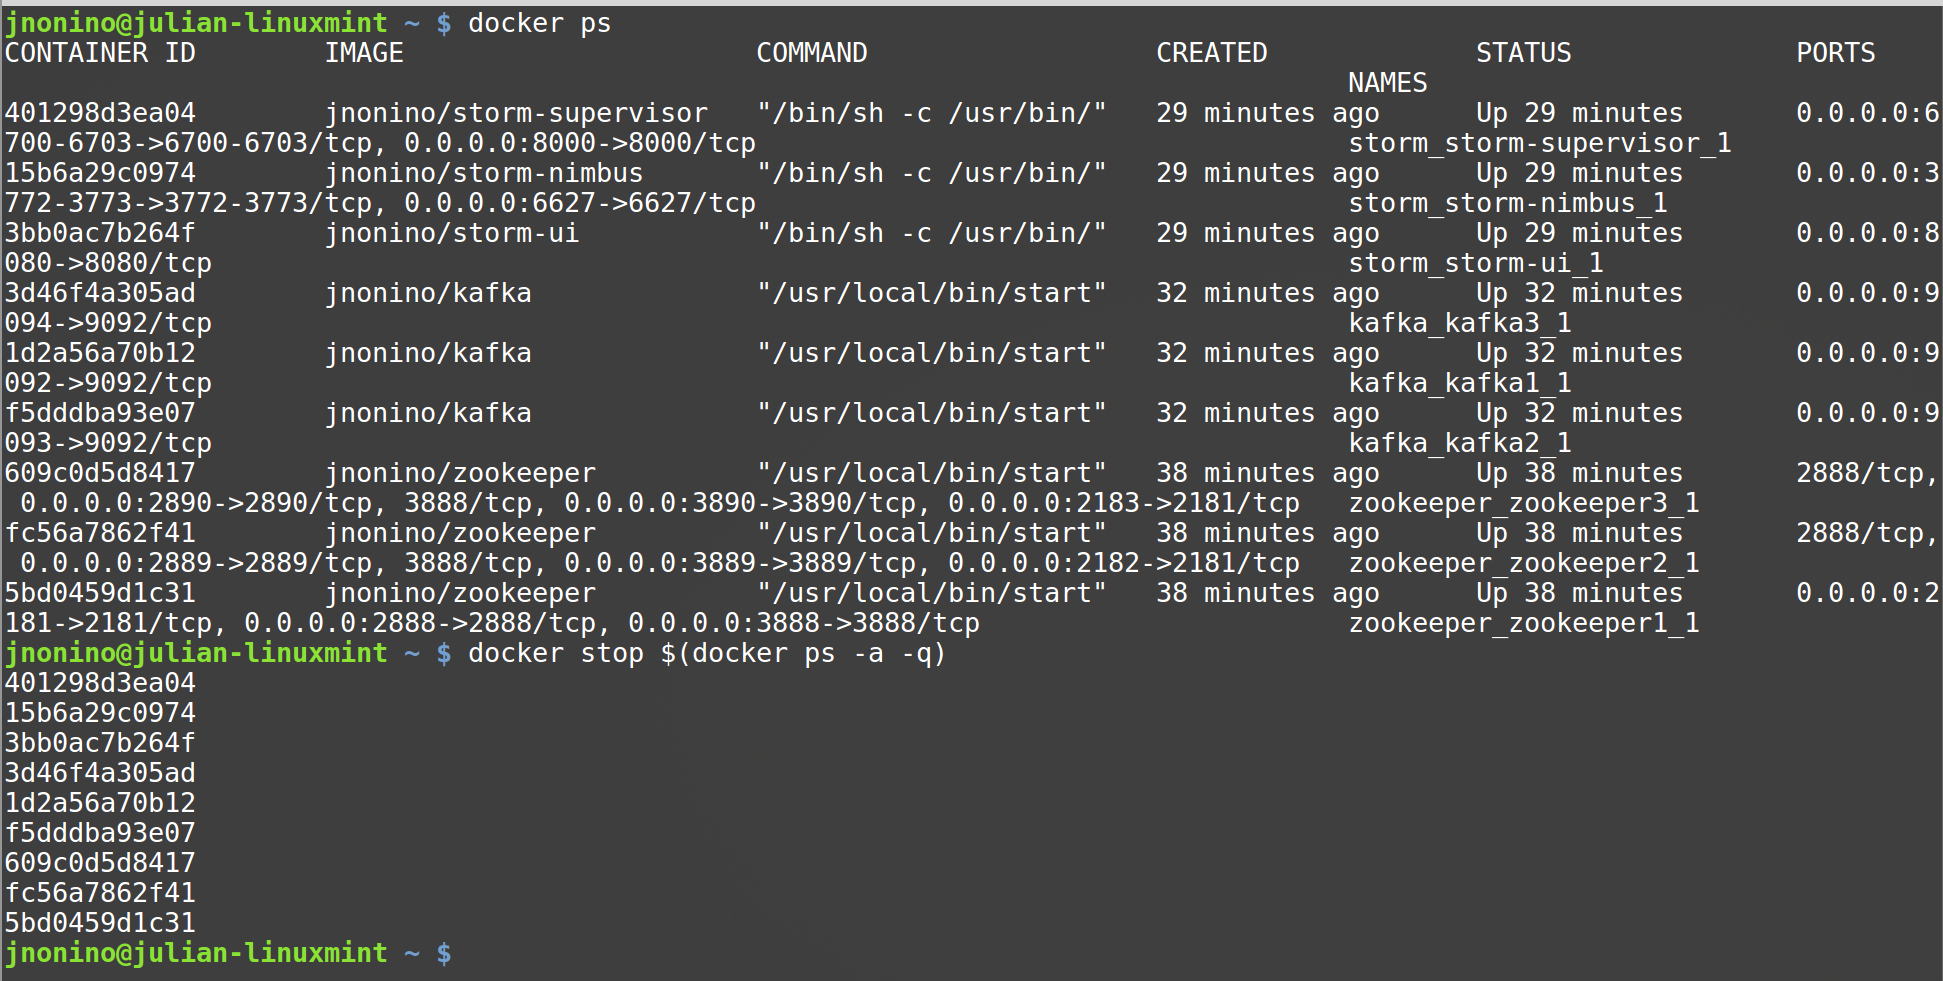 jnonino@julian-linuxmint ~ $ docker ps
CONTAINER ID        IMAGE                      COMMAND                  CREATED             STATUS              PORTS
                                                                                    NAMES
401298d3ea04        jnonino/storm-supervisor   "/bin/sh -c /usr/bin/"   29 minutes ago      Up 29 minutes       0.0.0.0:6
700-6703->6700-6703/tcp, 0.0.0.0:8000->8000/tcp                                     storm_storm-supervisor_1
15b6a29c0974        jnonino/storm-nimbus       "/bin/sh -c /usr/bin/"   29 minutes ago      Up 29 minutes       0.0.0.0:3
772-3773->3772-3773/tcp, 0.0.0.0:6627->6627/tcp                                     storm_storm-nimbus_1
3bb0ac7b264f        jnonino/storm-ui           "/bin/sh -c /usr/bin/"   29 minutes ago      Up 29 minutes       0.0.0.0:8
080->8080/tcp                                                                       storm_storm-ui_1
3d46f4a305ad        jnonino/kafka              "/usr/local/bin/start"   32 minutes ago      Up 32 minutes       0.0.0.0:9
094->9092/tcp                                                                       kafka_kafka3_1
1d2a56a70b12        jnonino/kafka              "/usr/local/bin/start"   32 minutes ago      Up 32 minutes       0.0.0.0:9
092->9092/tcp                                                                       kafka_kafka1_1
f5dddba93e07        jnonino/kafka              "/usr/local/bin/start"   32 minutes ago      Up 32 minutes       0.0.0.0:9
093->9092/tcp                                                                       kafka_kafka2_1
609c0d5d8417        jnonino/zookeeper          "/usr/local/bin/start"   38 minutes ago      Up 38 minutes       2888/tcp,
 0.0.0.0:2890->2890/tcp, 3888/tcp, 0.0.0.0:3890->3890/tcp, 0.0.0.0:2183->2181/tcp   zookeeper_zookeeper3_1
fc56a7862f41        jnonino/zookeeper          "/usr/local/bin/start"   38 minutes ago      Up 38 minutes       2888/tcp,
 0.0.0.0:2889->2889/tcp, 3888/tcp, 0.0.0.0:3889->3889/tcp, 0.0.0.0:2182->2181/tcp   zookeeper_zookeeper2_1
5bd0459d1c31        jnonino/zookeeper          "/usr/local/bin/start"   38 minutes ago      Up 38 minutes       0.0.0.0:2
181->2181/tcp, 0.0.0.0:2888->2888/tcp, 0.0.0.0:3888->3888/tcp                       zookeeper_zookeeper1_1
jnonino@julian-linuxmint ~ $ docker stop $(docker ps -a -q)
401298d3ea04
15b6a29c0974
3bb0ac7b264f
3d46f4a305ad
1d2a56a70b12
f5dddba93e07
609c0d5d8417
fc56a7862f41
5bd0459d1c31
jnonino@julian-linuxmint ~ $